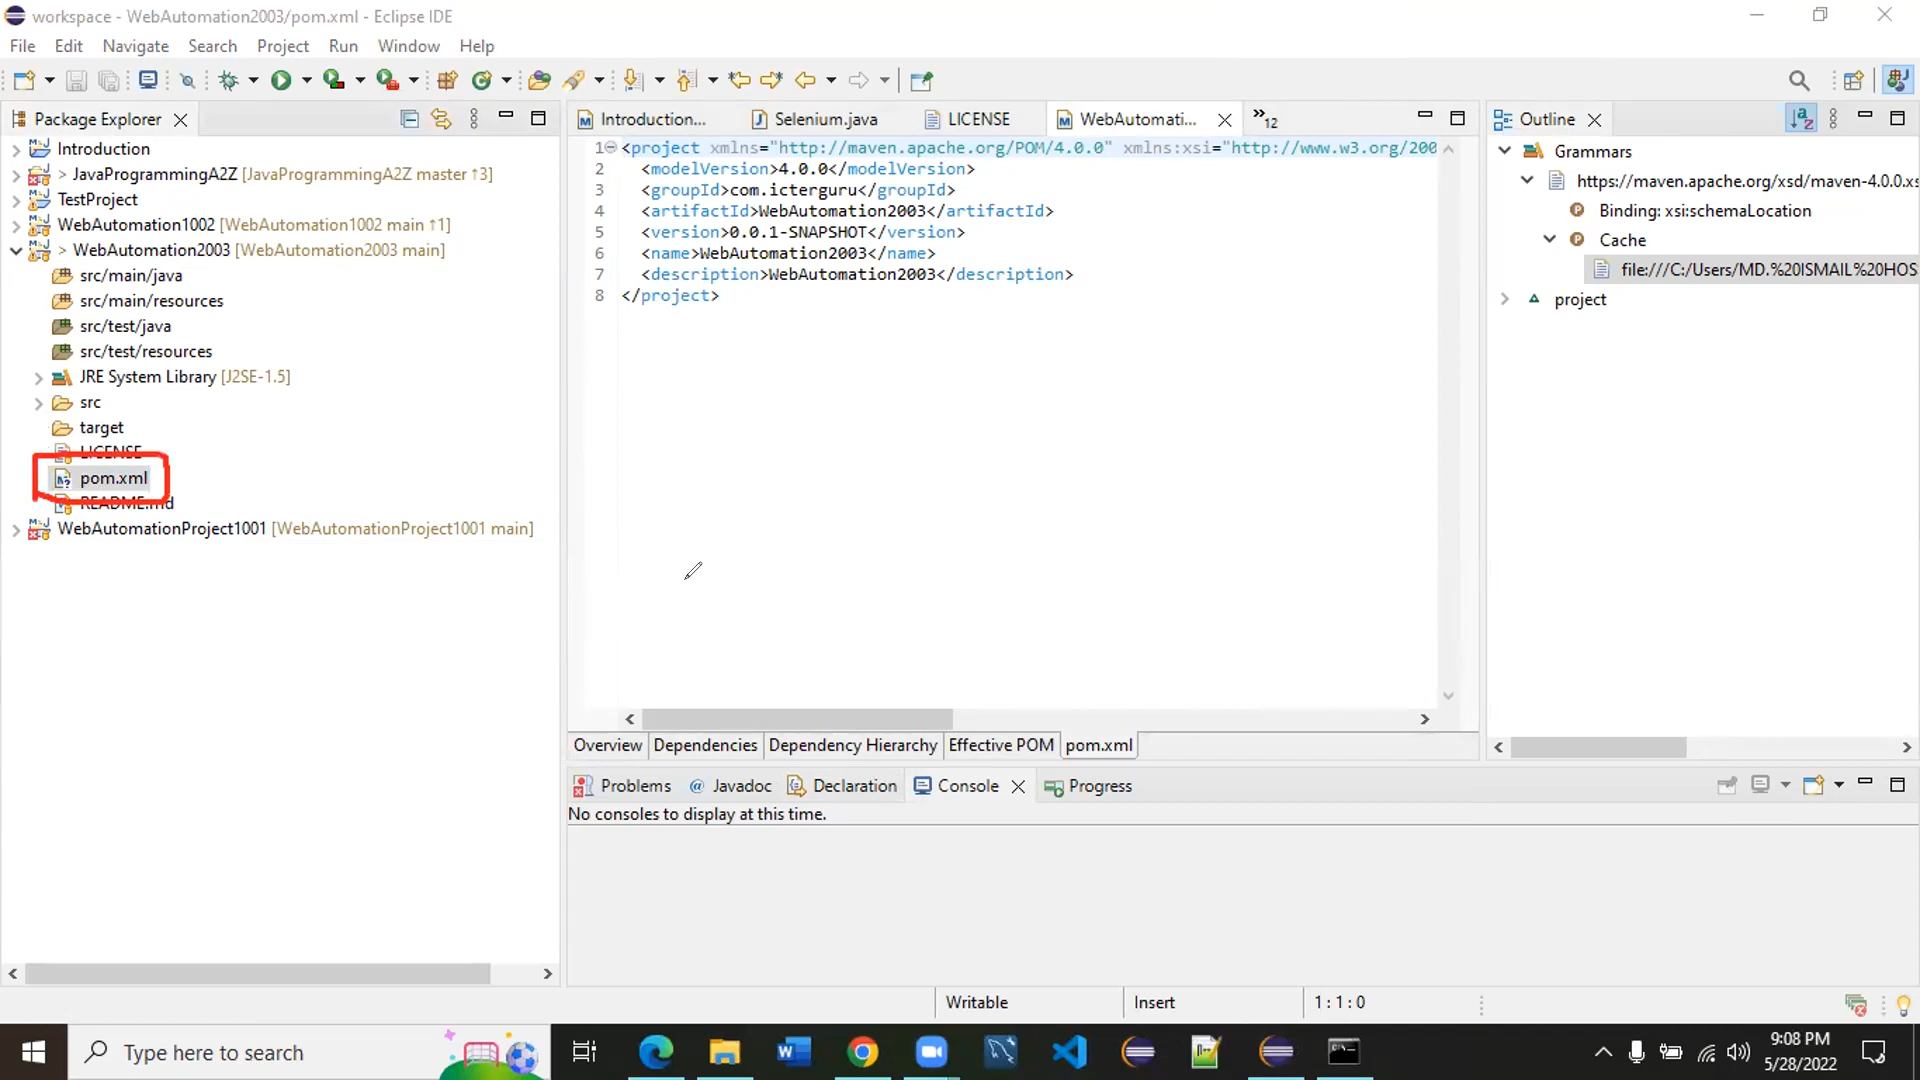 workspace - WebAutomation2003/pom.xml - Eclipse IDE
File Edit Navigate Search Project Run Window Help
Package Explorer
Introduction
> JavaProgrammingA2Z [JavaProgrammingA2Z master ↑3]
TestProject
WebAutomation1002 [WebAutomation1002 main ↑1]
> WebAutomation2003 [WebAutomation2003 main]
src/main/java
src/main/resources
src/test/java
src/test/resources
JRE System Library [J2SE-1.5]
src
target
LICENSE
pom.xml
README.md
WebAutomationProject1001 [WebAutomationProject1001 main]
Introduction... Selenium.java LICENSE WebAutomati... »12
1 <project xmlns="http://maven.apache.org/POM/4.0.0" xmlns:xsi="http://www.w3.org/200
2 <modelVersion>4.0.0</modelVersion>
3 <groupId>com.icterguru</groupId>
4 <artifactId>WebAutomation2003</artifactId>
5 <version>0.0.1-SNAPSHOT</version>
6 <name>WebAutomation2003</name>
7 <description>WebAutomation2003</description>
8 </project>
Overview Dependencies Dependency Hierarchy Effective POM pom.xml
Outline
Grammars
https://maven.apache.org/xsd/maven-4.0.0.xs
Binding: xsi:schemaLocation
Cache
file:///C:/Users/MD.%20ISMAIL%20HOS
project
Problems @ Javadoc Declaration Console Progress
No consoles to display at this time.
Writable Insert 1 : 1 : 0
Type here to search
9:08 PM
5/28/2022